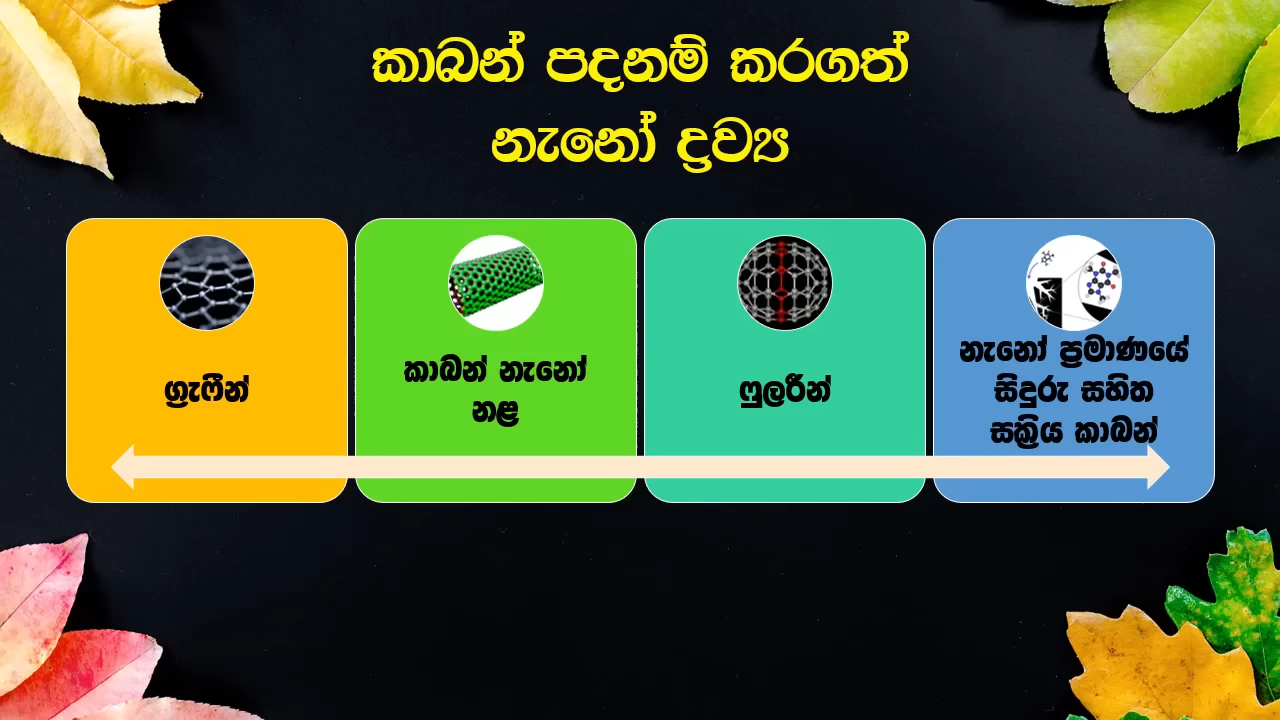 කාබන් පදනම් කරගත්
නැනෝ ද්‍රව්‍ය
ග්‍රැෆීන්
කාබන් නැනෝ
නළ
ෆුලරීන්
නැනෝ ප්‍රමාණයේ
සිදුරු සහිත
සක්‍රිය කාබන්